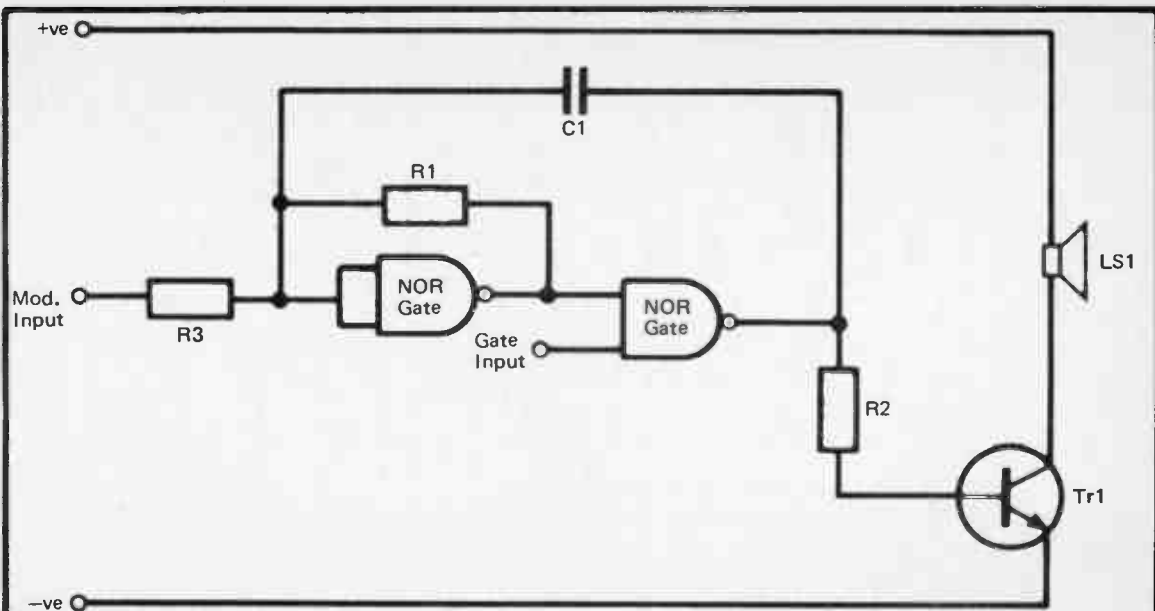 +ve
C1
R1
NOR
Gate
LS1
Mod.
Input
R3
NOR
Gate
Gate
Input
R2
Tr1
−ve